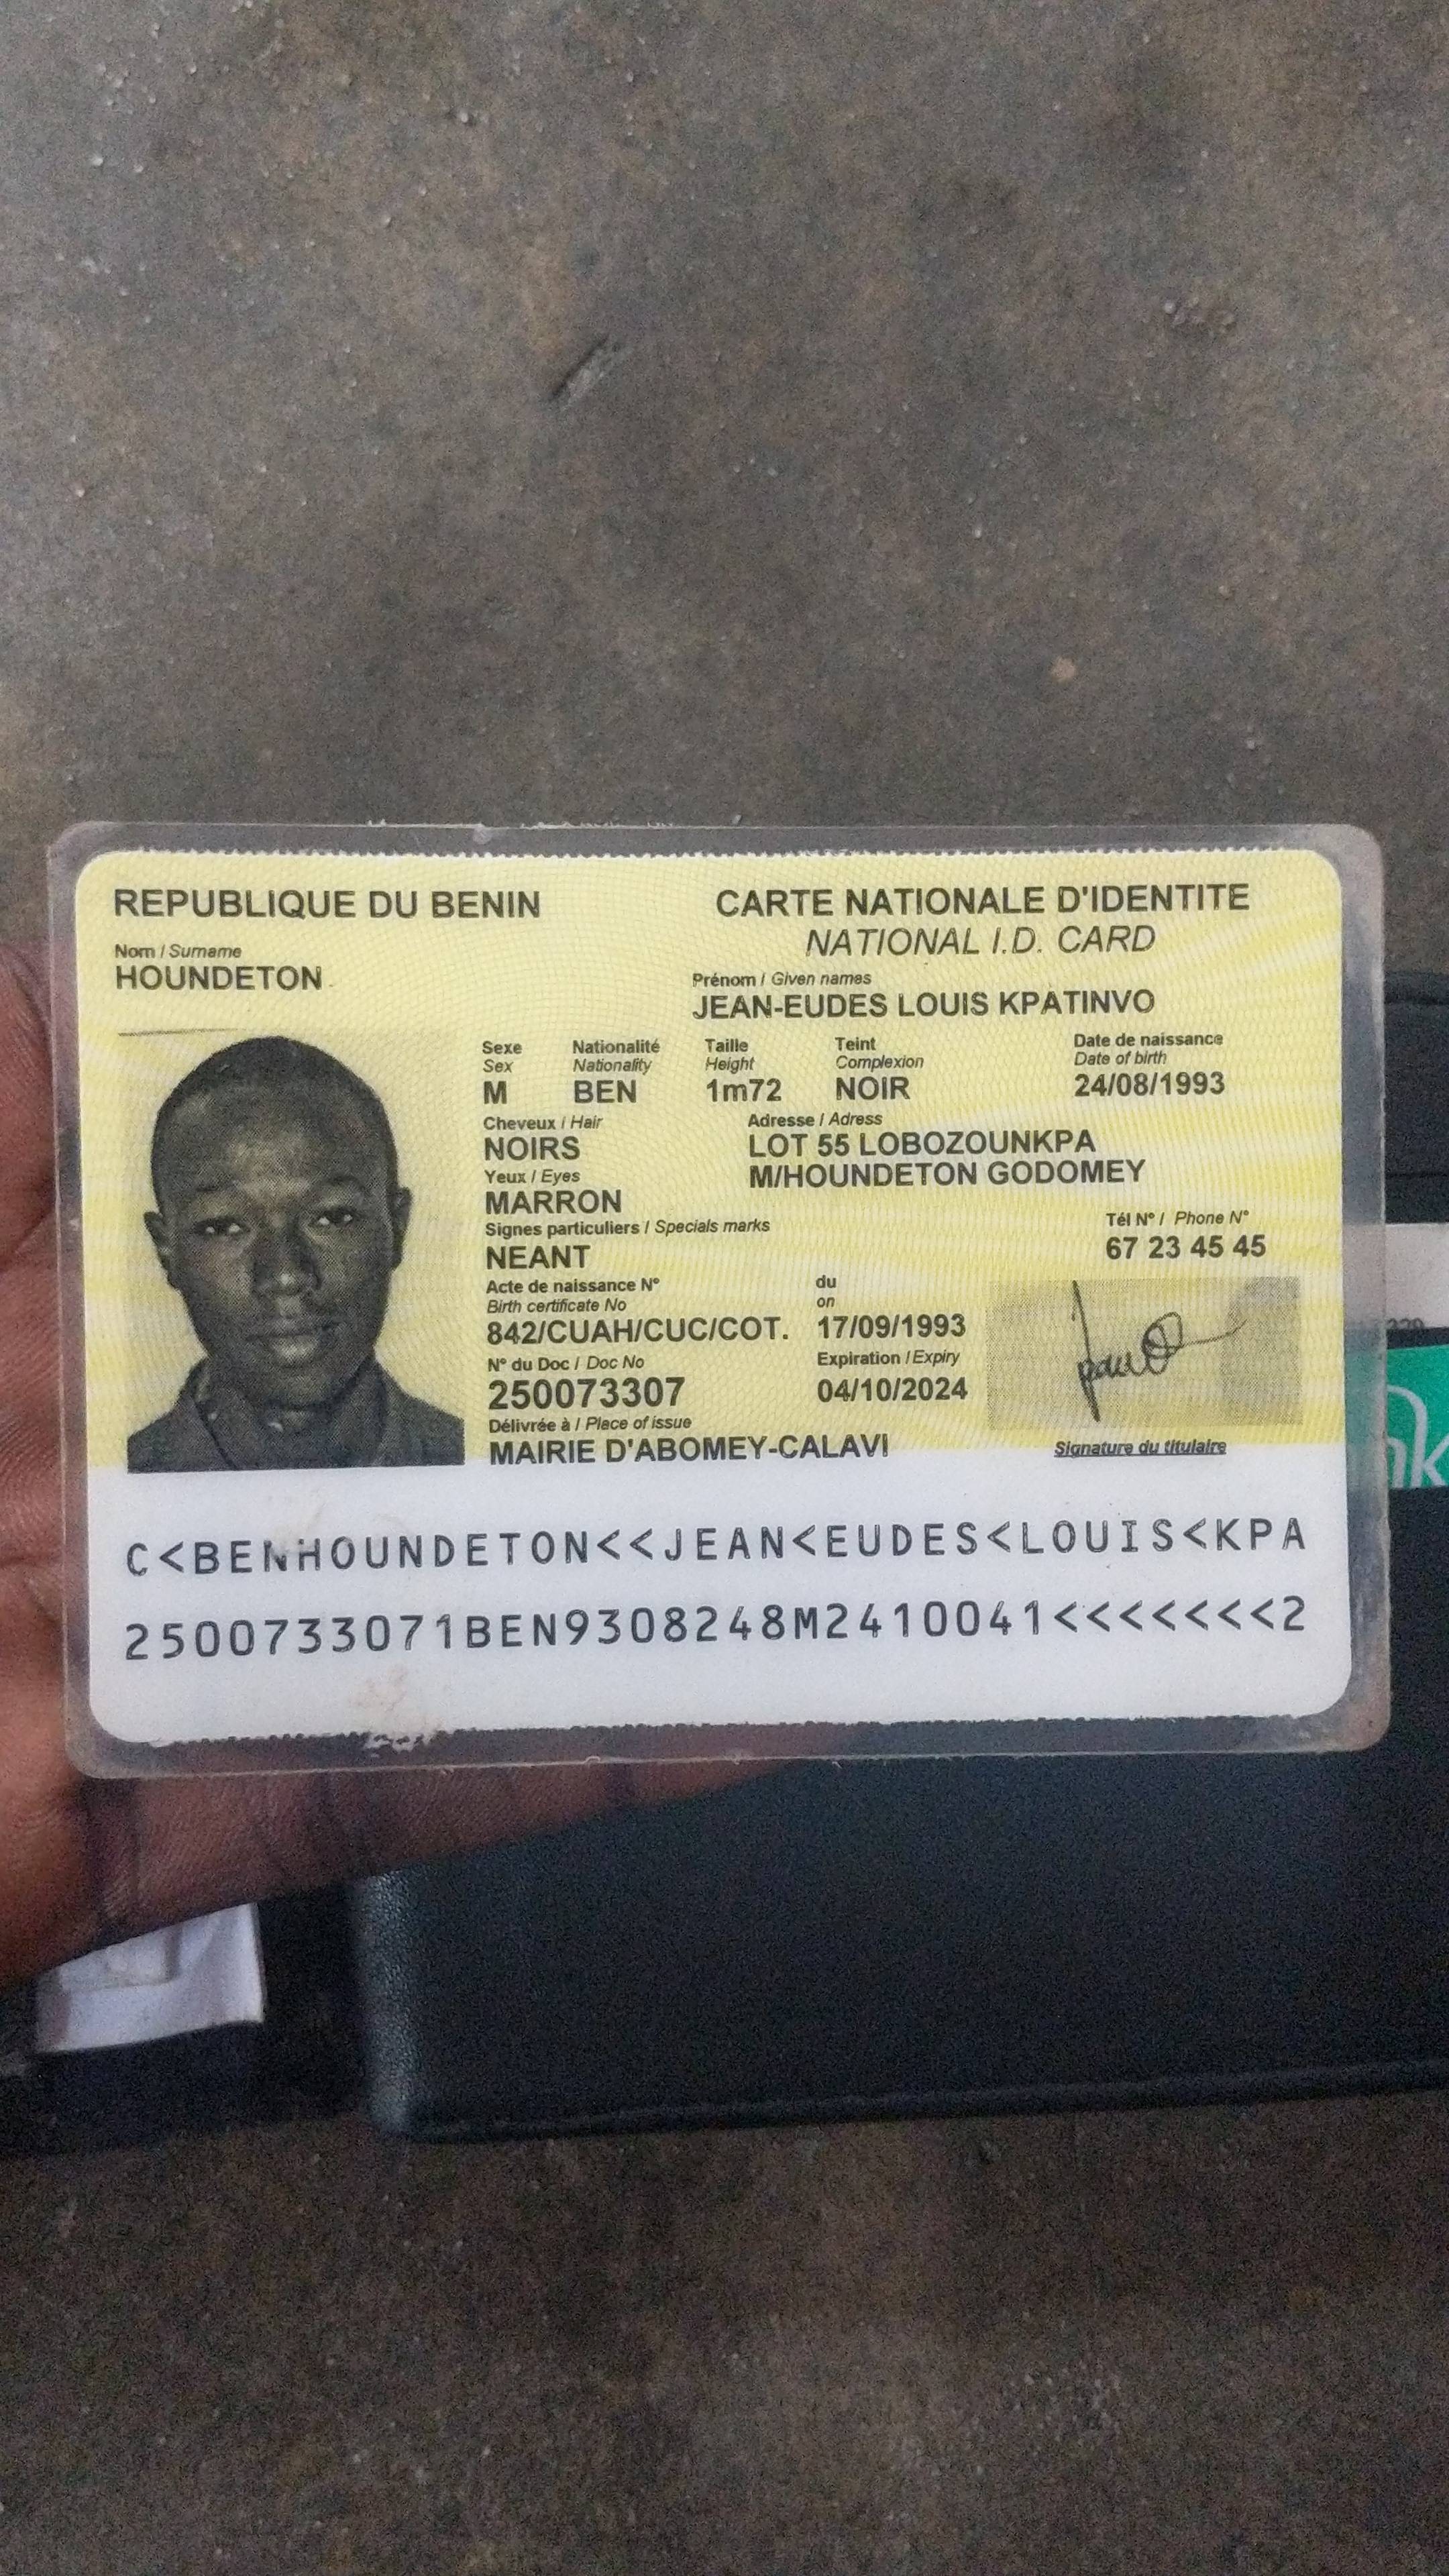 REPUBLIQUE DU BENIN
CARTE NATIONALE D'IDENTITE
NATIONAL I.D. CARD
Nom / Surname
HOUNDETON
Prénom / Given names
JEAN-EUDES LOUIS KPATINVO
Sexe Nationalité Taille Teint Date de naissance
Sex Nationality Height Complexion Date of birth
M BEN 1m72 NOIR 24/08/1993
Cheveux / Hair Adresse / Adress
NOIRS LOT 55 LOBOZOUNKPA
Yeux / Eyes M/HOUNDETON GODOMEY
MARRON
Signes particuliers / Specials marks Tél N° / Phone N°
NEANT 67 23 45 45
Acte de naissance N° du
Birth certificate No on
842/CUAH/CUC/COT. 17/09/1993
N° du Doc / Doc No Expiration / Expiry
250073307 04/10/2024
Délivrée à / Place of issue
MAIRIE D'ABOMEY-CALAVI Signature du titulaire
C<BENHOUNDETON<<JEAN<EUDES<LOUIS<KPA
2500733071BEN9308248M2410041<<<<<<<2